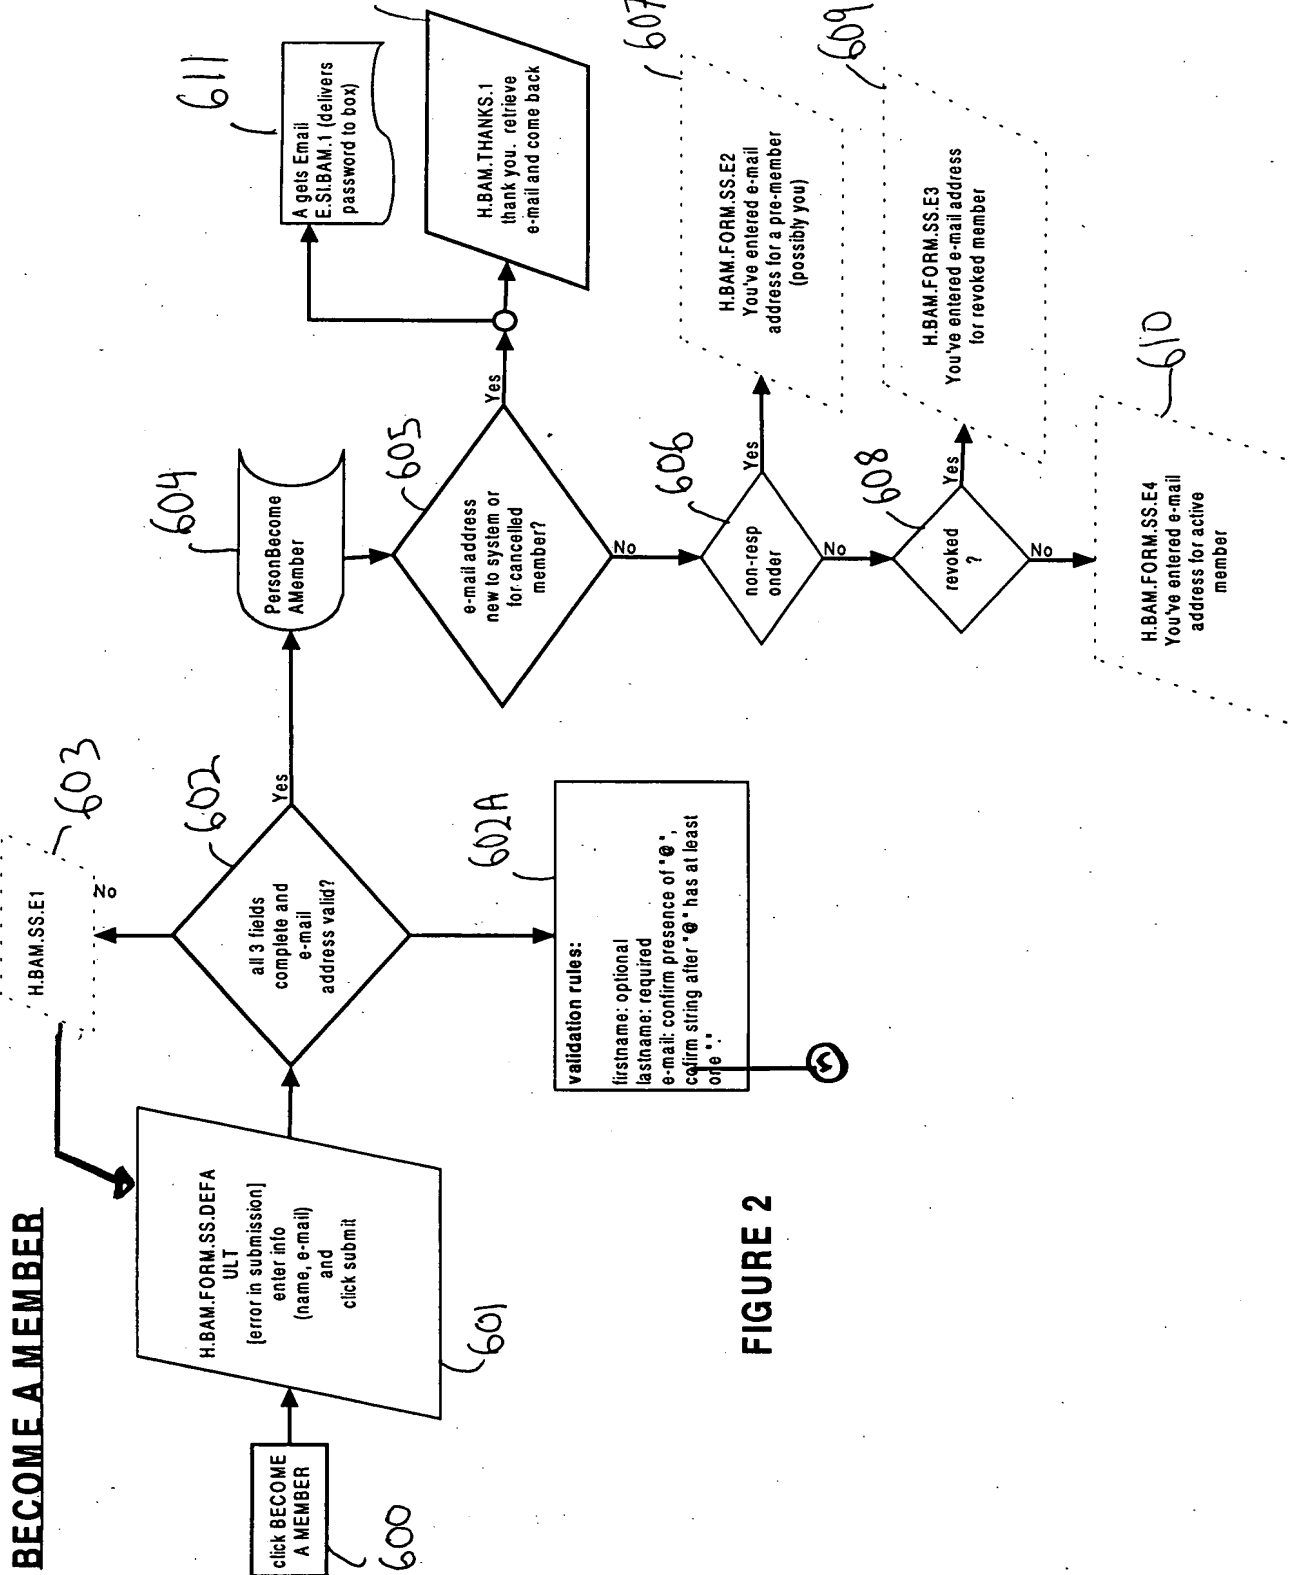 BECOME A MEMBER
click BECOME
A MEMBER
600
H.BAM.FORM.SS.DEFA
ULT
[error in submission]
enter info
(name, e-mail)
and
click submit
601
H.BAM.SS.E1
603
No
all 3 fields
complete and
e-mail
address valid?
602
Yes
validation rules:
firstname: optional
lastname: required
e-mail: confirm presence of "@",
cofirm string after "@" has at least
one "."
602A
PersonBecome
AMember
604
e-mail address
new to system or
for cancelled
member?
605
Yes
No
A gets Email
E.SI.BAM.1 (delivers
password to box)
611
H.BAM.THANKS.1
thank you. retrieve
e-mail and come back
non-resp
onder
606
Yes
No
H.BAM.FORM.SS.E2
You've entered e-mail
address for a pre-member
(possibly you)
607
revoked
?
608
Yes
No
H.BAM.FORM.SS.E3
You've entered e-mail address
for revoked member
609
H.BAM.FORM.SS.E4
You've entered e-mail
address for active
member
610
FIGURE 2